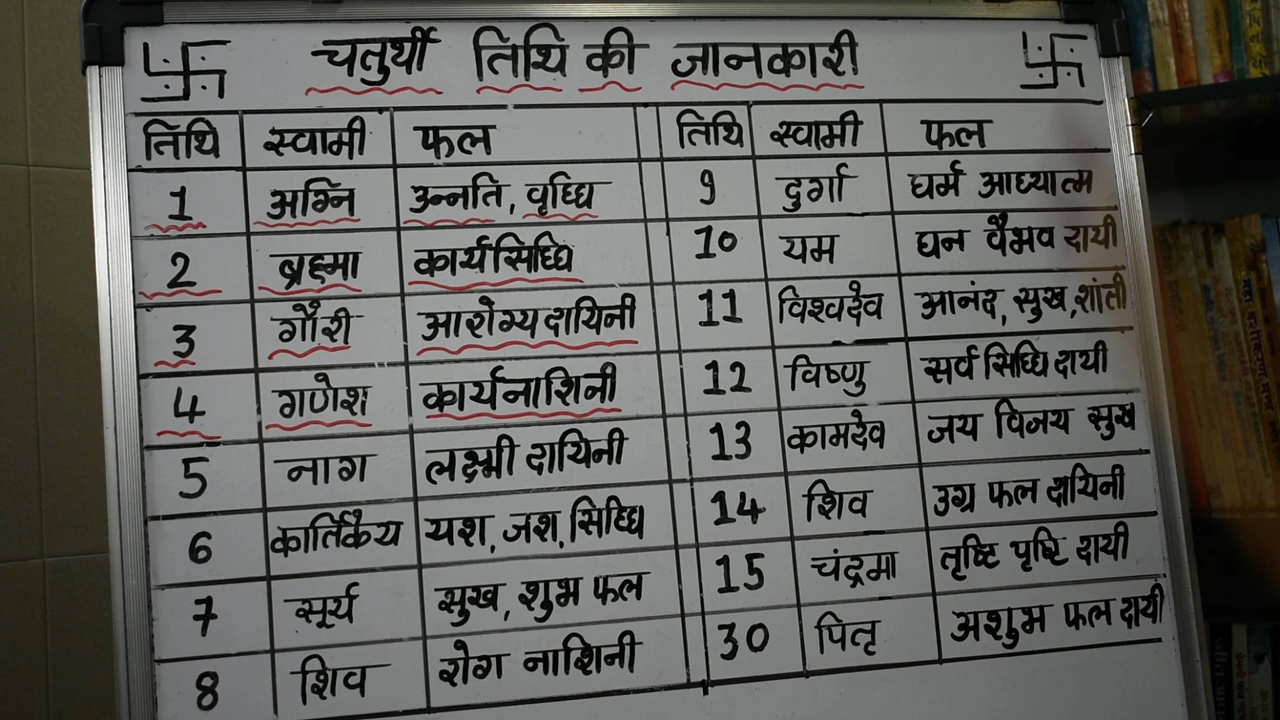 चतुर्थी तिथि की जानकारी
तिथि स्वामी फल तिथि स्वामी फल
1 अग्नि उन्नति, वृध्धि 9 दुर्गा धर्म आध्यात्म
2 ब्रह्मा कार्यसिध्धि 10 यम धन वैभव दायी
3 गौरी आरोग्यदायिनी 11 विश्वदेव आनंद, सुख, शांती
4 गणेश कार्यनाशिनी 12 विष्णु सर्व सिध्धि दायी
5 नाग लक्ष्मी दायिनी 13 कामदेव जय विजय सुख
6 कार्तिकेय यश, जश, सिध्धि 14 शिव उग्र फल दायिनी
7 सूर्य सुख, शुभ फल 15 चंद्रमा तृष्टि पृष्टि दायी
8 शिव रोग नाशिनी 30 पितृ अशुभ फल दायी